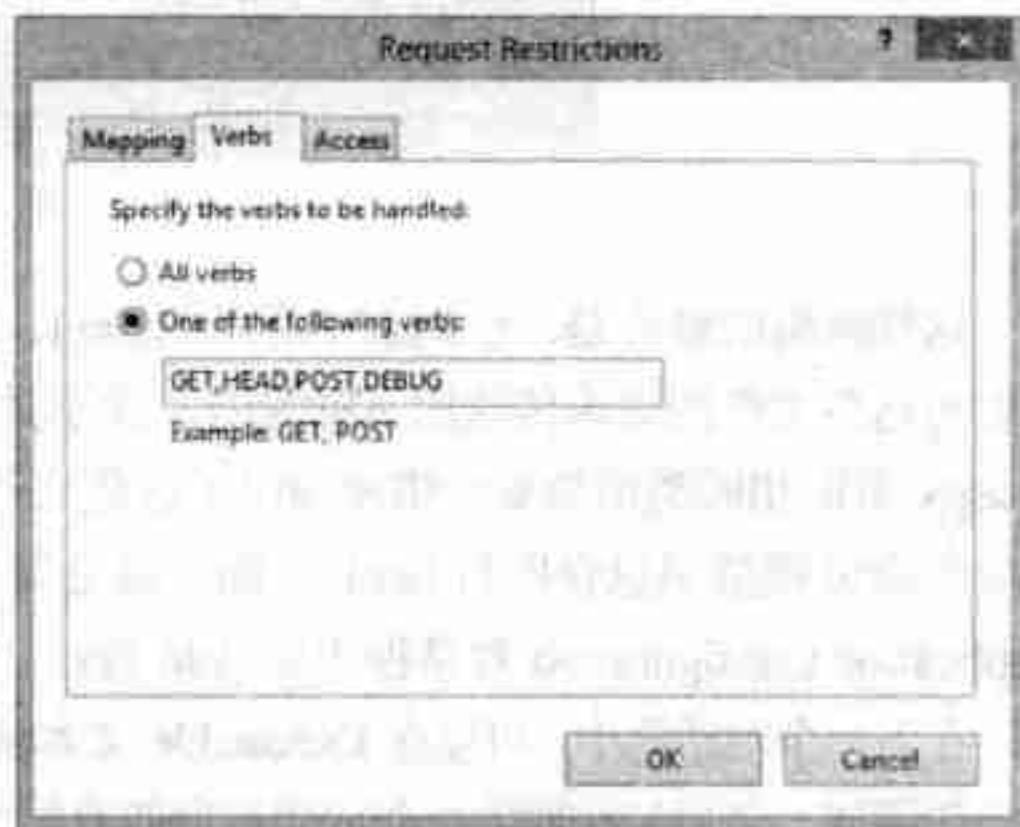 Request Restrictions ?
Mapping Verbs Access
Specify the verbs to be handled:
All verbs
One of the following verbs:
GET,HEAD,POST,DEBUG
Example: GET, POST
OK Cancel